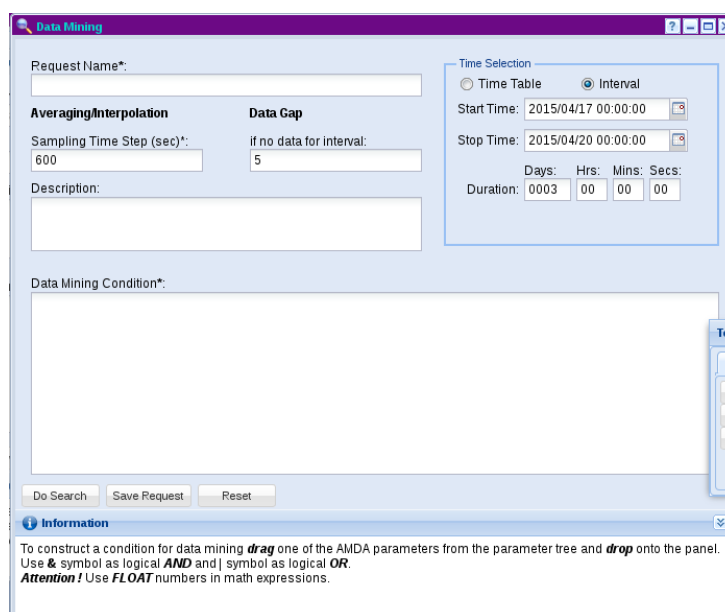 Data Mining
Request Name*:
Averaging/Interpolation Data Gap
Sampling Time Step (sec)*: if no data for interval:
600 5
Description:
Time Selection
Time Table Interval
Start Time: 2015/04/17 00:00:00
Stop Time: 2015/04/20 00:00:00
Days: Hrs: Mins: Secs:
Duration: 0003 00 00 00
Data Mining Condition*:
Do Search Save Request Reset
Information
To construct a condition for data mining drag one of the AMDA parameters from the parameter tree and drop onto the panel.
Use & symbol as logical AND and | symbol as logical OR.
Attention ! Use FLOAT numbers in math expressions.